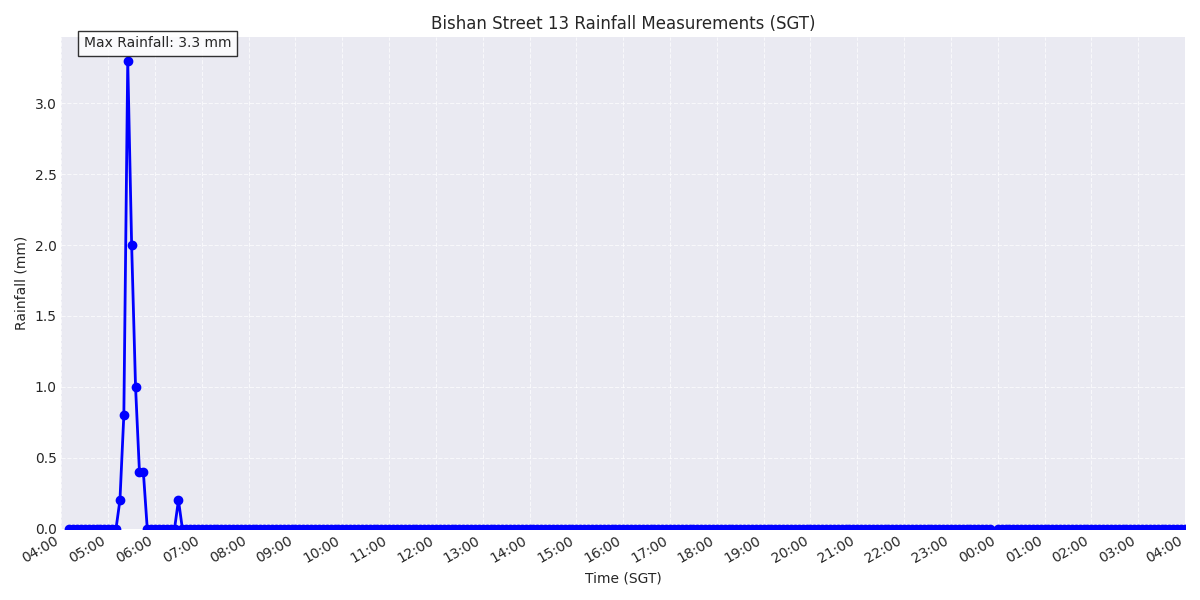 Bishan Street 13 Rainfall Measurements (SGT)
Max Rainfall: 3.3 mm
3.0
2.5
2.0
1.5
1.0
0.5
0.0
Rainfall (mm)
04:00 05:00 06:00 07:00 08:00 09:00 10:00 11:00 12:00 13:00 14:00 15:00 16:00 17:00 18:00 19:00 20:00 21:00 22:00 23:00 00:00 01:00 02:00 03:00 04:00
Time (SGT)